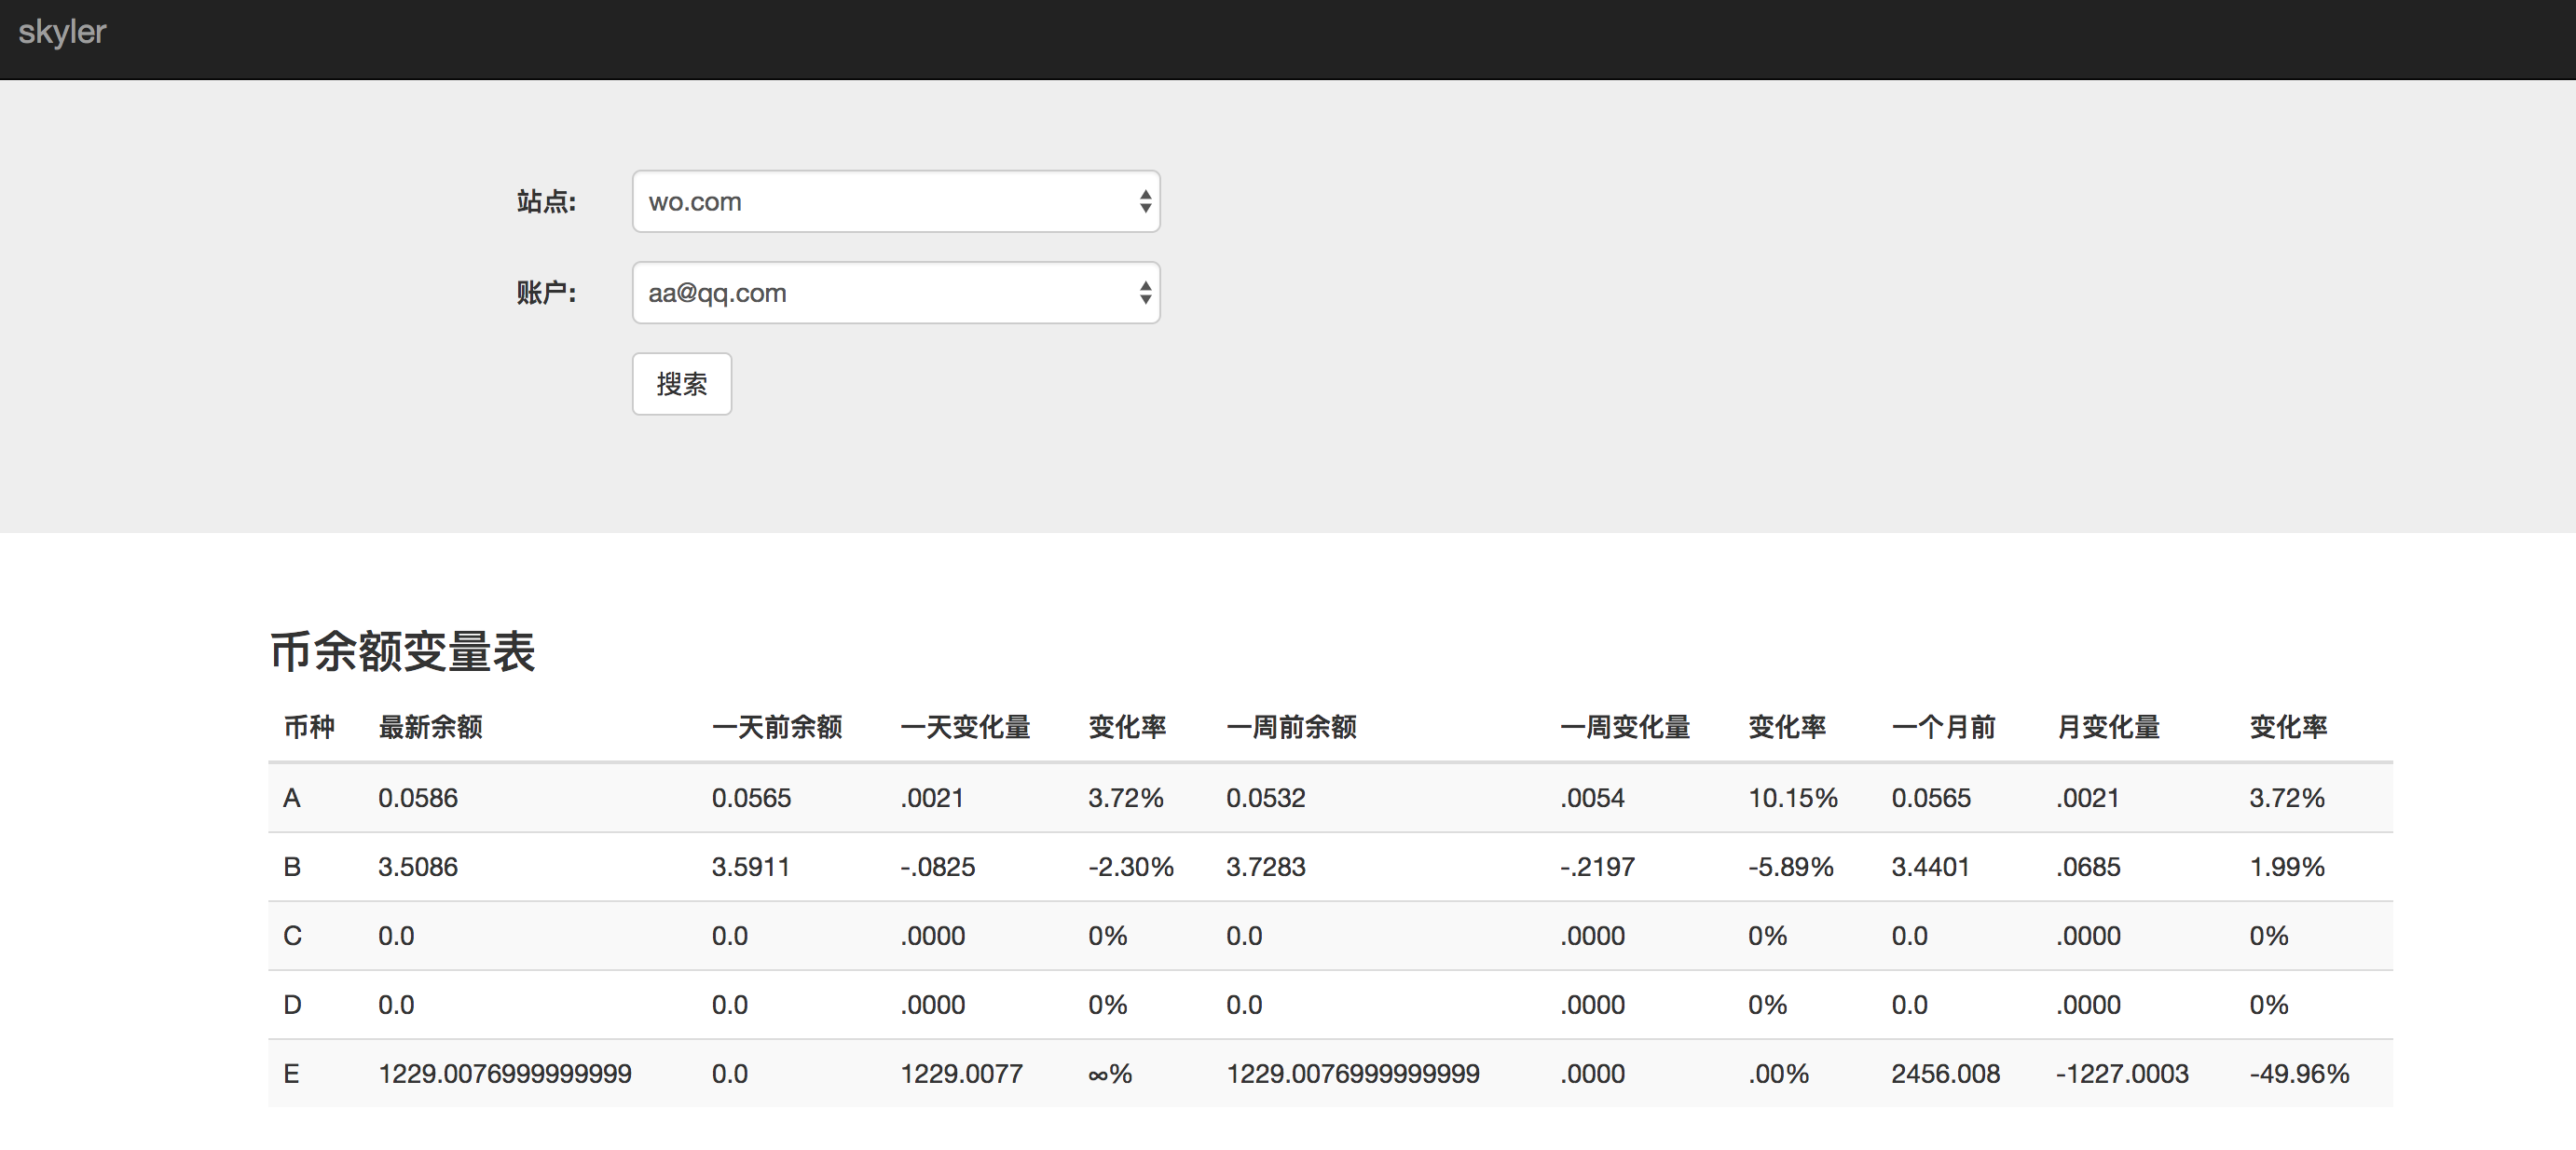 skyler
站点: wo.com
账户: aa@qq.com
搜索
币余额变量表
币种 最新余额 一天前余额 一天变化量 变化率 一周前余额 一周变化量 变化率 一个月前 月变化量 变化率
A 0.0586 0.0565 .0021 3.72% 0.0532 .0054 10.15% 0.0565 .0021 3.72%
B 3.5086 3.5911 -.0825 -2.30% 3.7283 -.2197 -5.89% 3.4401 .0685 1.99%
C 0.0 0.0 .0000 0% 0.0 .0000 0% 0.0 .0000 0%
D 0.0 0.0 .0000 0% 0.0 .0000 0% 0.0 .0000 0%
E 1229.0076999999999 0.0 1229.0077 ∞% 1229.0076999999999 .0000 .00% 2456.008 -1227.0003 -49.96%